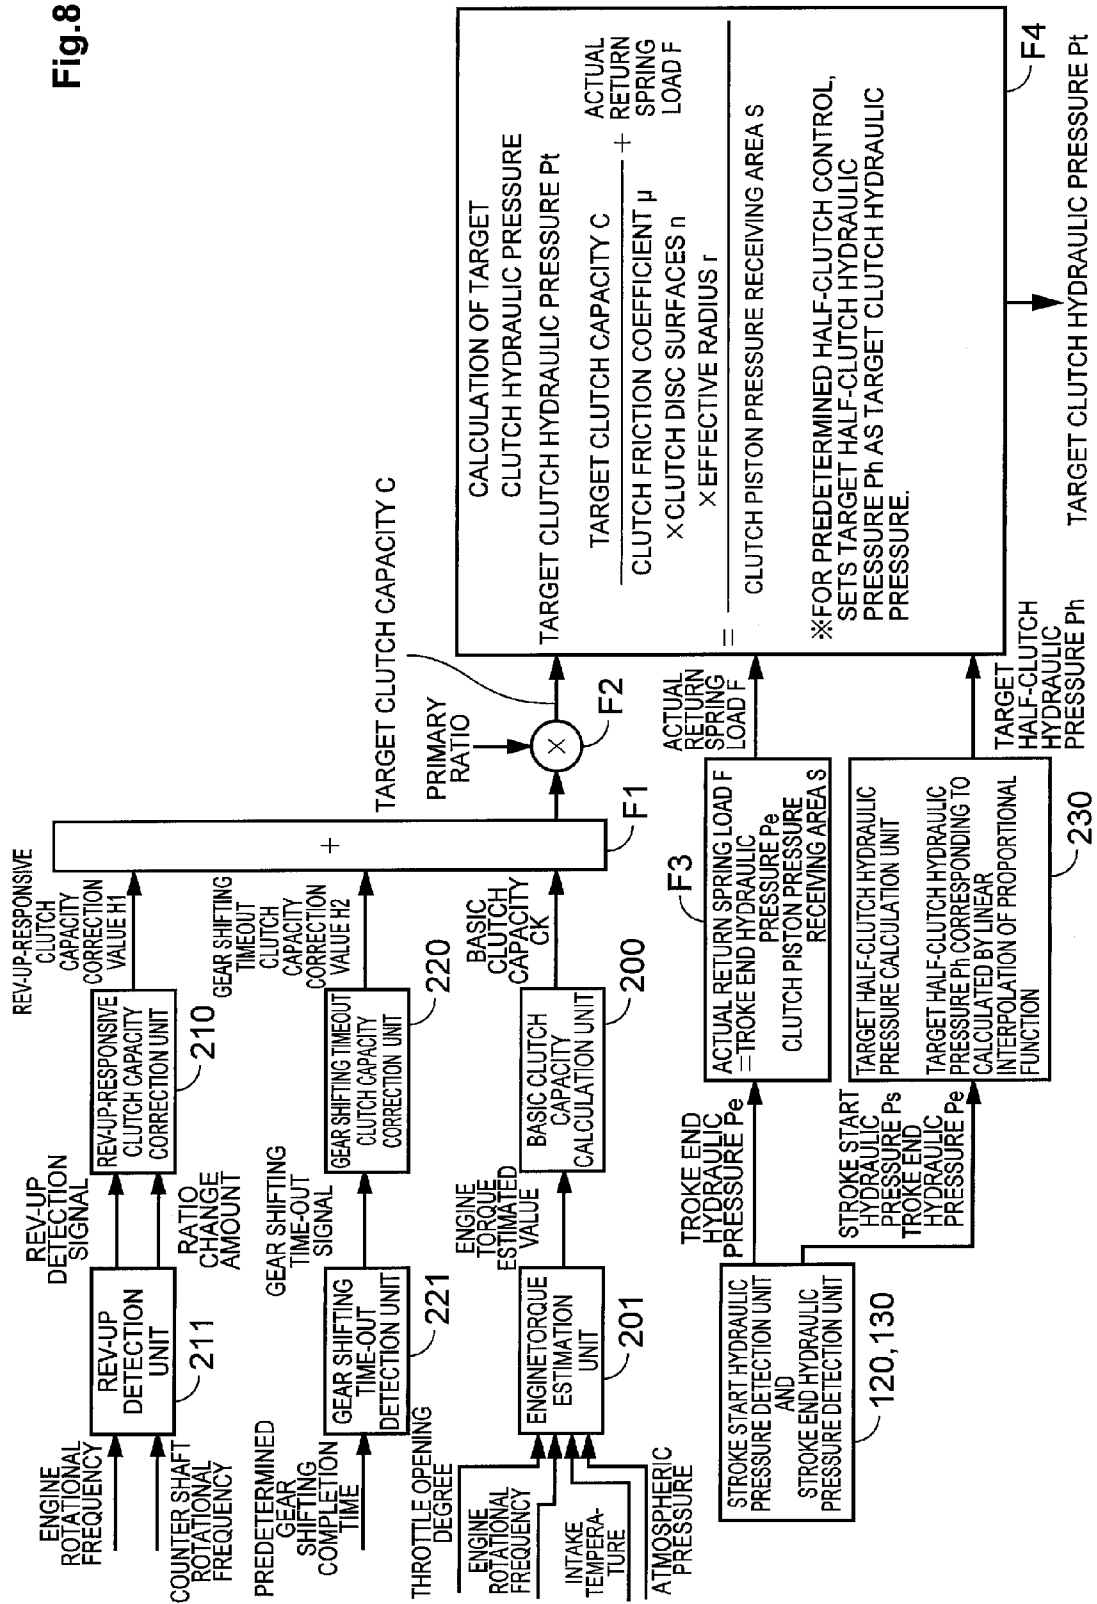 Fig.8
ENGINE
ROTATIONAL
FREQUENCY
COUNTER SHAFT
ROTATIONAL
FREQUENCY
REV-UP
DETECTION
UNIT
211
REV-UP
DETECTION
SIGNAL
RATIO
CHANGE
AMOUNT
REV-UP-RESPONSIVE
CLUTCH CAPACITY
CORRECTION UNIT
210
REV-UP-RESPONSIVE
CLUTCH
CAPACITY
CORRECTION
VALUE H1
PREDETERMINED
GEAR
SHIFTING
COMPLETION
TIME
GEAR SHIFTING
TIME-OUT
DETECTION UNIT
221
GEAR SHIFTING
TIME-OUT
SIGNAL
GEAR SHIFTING TIMEOUT
CLUTCH CAPACITY
CORRECTION UNIT
220
GEAR SHIFTING
TIMEOUT
CLUTCH
CAPACITY
CORRECTION
VALUE H2
THROTTLE OPENING
DEGREE
ENGINE
ROTATIONAL
FREQUENCY
INTAKE
TEMPERA-
TURE
ATMOSPHERIC
PRESSURE
ENGINETORQUE
ESTIMATION
UNIT
201
ENGINE
TORQUE
ESTIMATED
VALUE
BASIC CLUTCH
CAPACITY
CALCULATION UNIT
200
BASIC
CLUTCH
CAPACITY
CK
+
F1
PRIMARY
RATIO
×
F2
TARGET CLUTCH CAPACITY C
STROKE START HYDRAULIC
PRESSURE DETECTION UNIT
AND
STROKE END HYDRAULIC
PRESSURE DETECTION UNIT
120,130
TROKE END
HYDRAULIC
PRESSURE Pe
STROKE START
HYDRAULIC
PRESSURE Ps
TROKE END
HYDRAULIC
PRESSURE Pe
F3
ACTUAL RETURN SPRING LOAD F
=TROKE END HYDRAULIC
PRESSURE Pe
CLUTCH PISTON PRESSURE
RECEIVING AREA S
ACTUAL
RETURN
SPRING
LOAD F
TARGET HALF-CLUTCH HYDRAULIC
PRESSURE CALCULATION UNIT
TARGET HALF-CLUTCH HYDRAULIC
PRESSURE Ph CORRESPONDING TO
CALCULATED BY LINEAR
INTERPOLATION OF PROPORTIONAL
FUNCTION
230
TARGET
HALF-CLUTCH
HYDRAULIC
PRESSURE Ph
CALCULATION OF TARGET
CLUTCH HYDRAULIC PRESSURE
TARGET CLUTCH HYDRAULIC PRESSURE Pt
TARGET CLUTCH CAPACITY C
CLUTCH FRICTION COEFFICIENT μ
×CLUTCH DISC SURFACES n
×EFFECTIVE RADIUS r
+
ACTUAL
RETURN
SPRING
LOAD F
=
CLUTCH PISTON PRESSURE RECEIVING AREA S
※FOR PREDETERMINED HALF-CLUTCH CONTROL,
SETS TARGET HALF-CLUTCH HYDRAULIC
PRESSURE Ph AS TARGET CLUTCH HYDRAULIC
PRESSURE.
F4
TARGET CLUTCH HYDRAULIC PRESSURE Pt